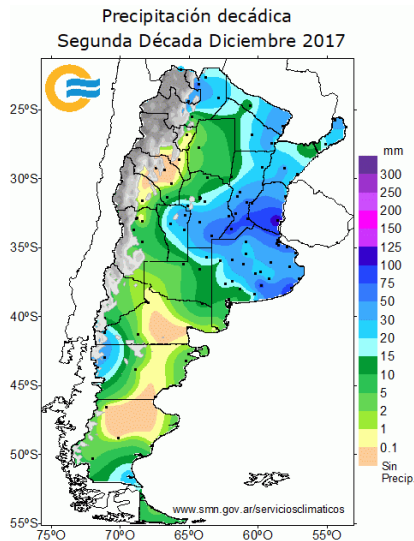 Precipitación decádica
Segunda Década Diciembre 2017
25°S
30°S
35°S
40°S
45°S
50°S
55°S
75°O
70°O
65°O
60°O
55°O
www.smn.gov.ar/serviciosclimaticos
mm
300
250
200
150
125
100
75
50
30
20
15
10
5
2
1
0.1
Sin
Precip